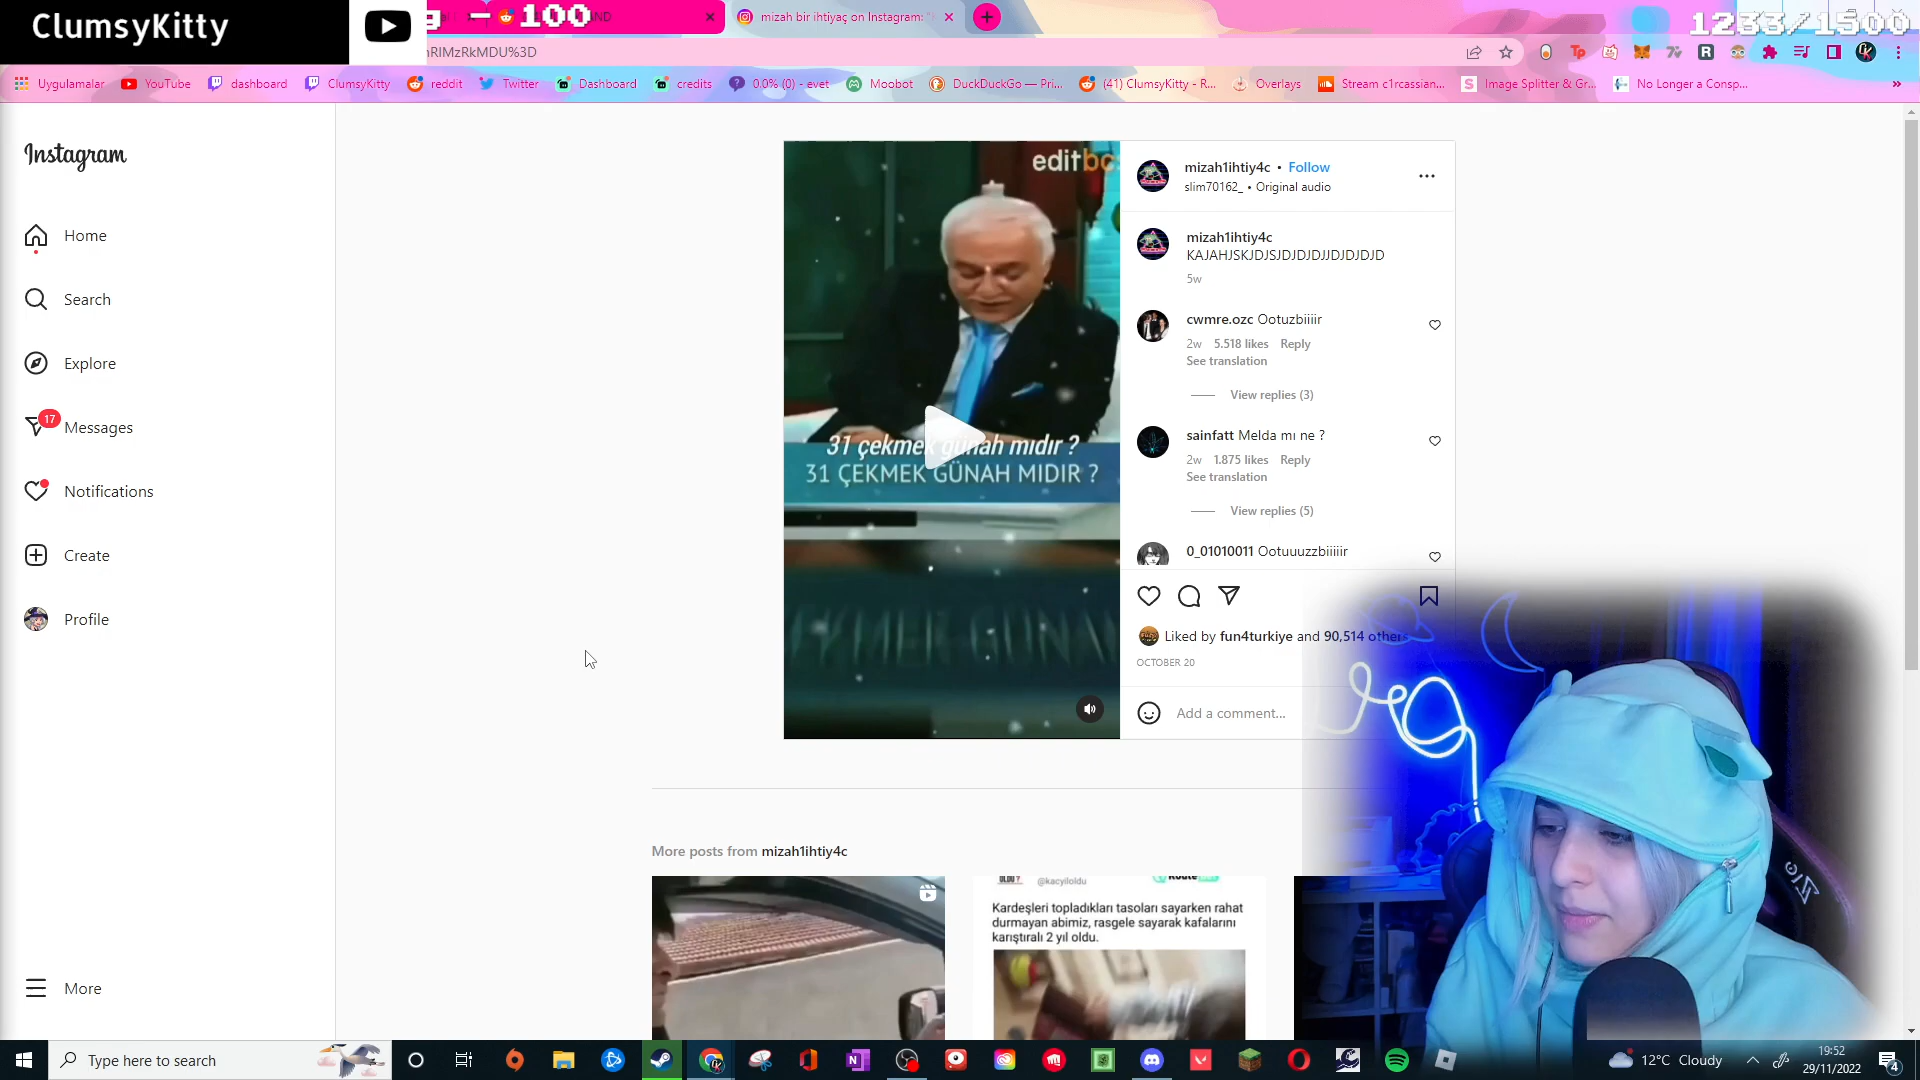 ClumsyKitty
g – 100
AND
mizah bir ihtiyaç on Instagram: "
1233/1500
nRlMzRkMDU%3D
Uygulamalar
YouTube
dashboard
ClumsyKitty
reddit
Twitter
Dashboard
credits
0.0% (0) - evet
Moobot
DuckDuckGo — Pri...
(41) ClumsyKitty - R...
Overlays
Stream c1rcassian...
Image Splitter & Gr...
No Longer a Consp...
»
Instagram
Home
Search
Explore
17
Messages
Notifications
Create
Profile
More
editbc
31 çekmek günah mıdır ?
31 ÇEKMEK GÜNAH MIDIR ?
mizah1ihtiy4c • Follow
slim70162_ • Original audio
mizah1ihtiy4c
KAJAHJSKJDJSJDJDJDJJDJDJDJD
5w
cwmre.ozc Ootuzbiiiir
2w 5.518 likes Reply
See translation
View replies (3)
sainfatt Melda mı ne ?
2w 1.875 likes Reply
See translation
View replies (5)
0_01010011 Ootuuuzzbiiiiir
Liked by fun4turkiye and 90,514 others
OCTOBER 20
Add a comment...
More posts from mizah1ihtiy4c
@kacyiloldu
Kardeşleri topladıkları tasoları sayarken rahat
durmayan abimiz, rasgele sayarak kafalarını
karıştıralı 2 yıl oldu.
Type here to search
12°C Cloudy
19:52
29/11/2022
4